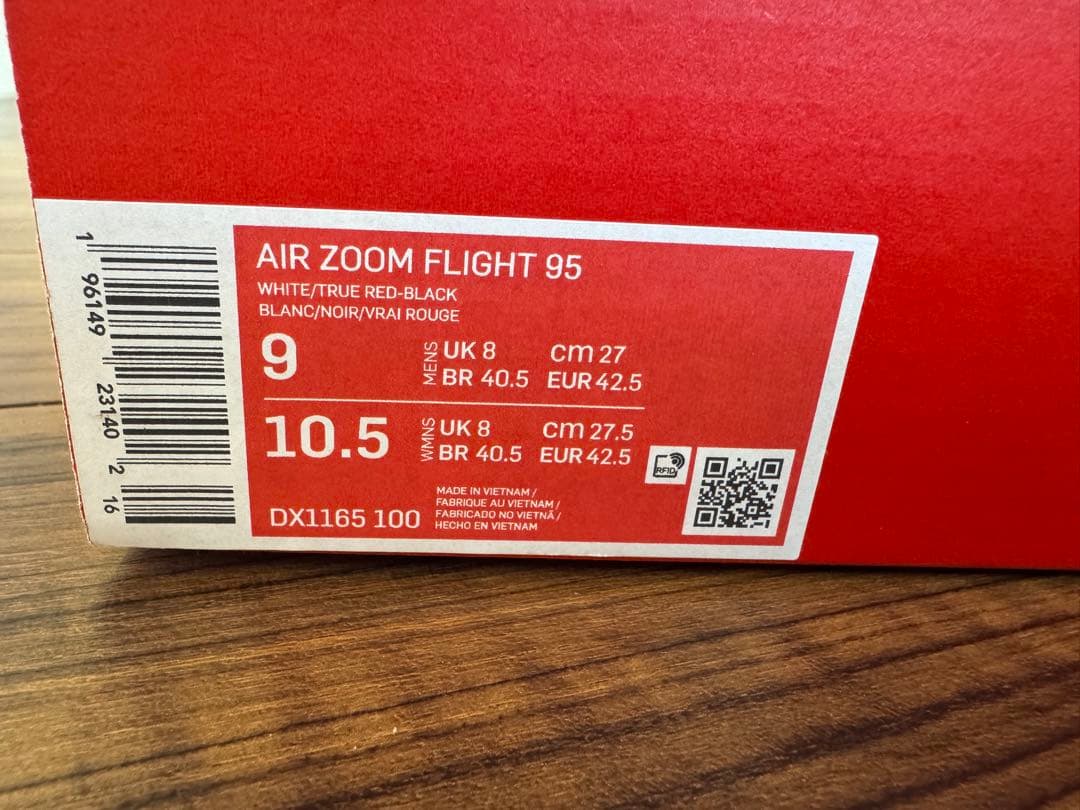 1 96149 23140 2 16
AIR ZOOM FLIGHT 95
WHITE/TRUE RED-BLACK
BLANC/NOIR/VRAI ROUGE
9 MENS UK 8 cm 27
BR 40.5 EUR 42.5
10.5 WMNS UK 8 cm 27.5
BR 40.5 EUR 42.5
RFID
DX1165 100
MADE IN VIETNAM /
FABRIQUE AU VIETNAM /
FABRICADO NO VIETNÃ /
HECHO EN VIETNAM